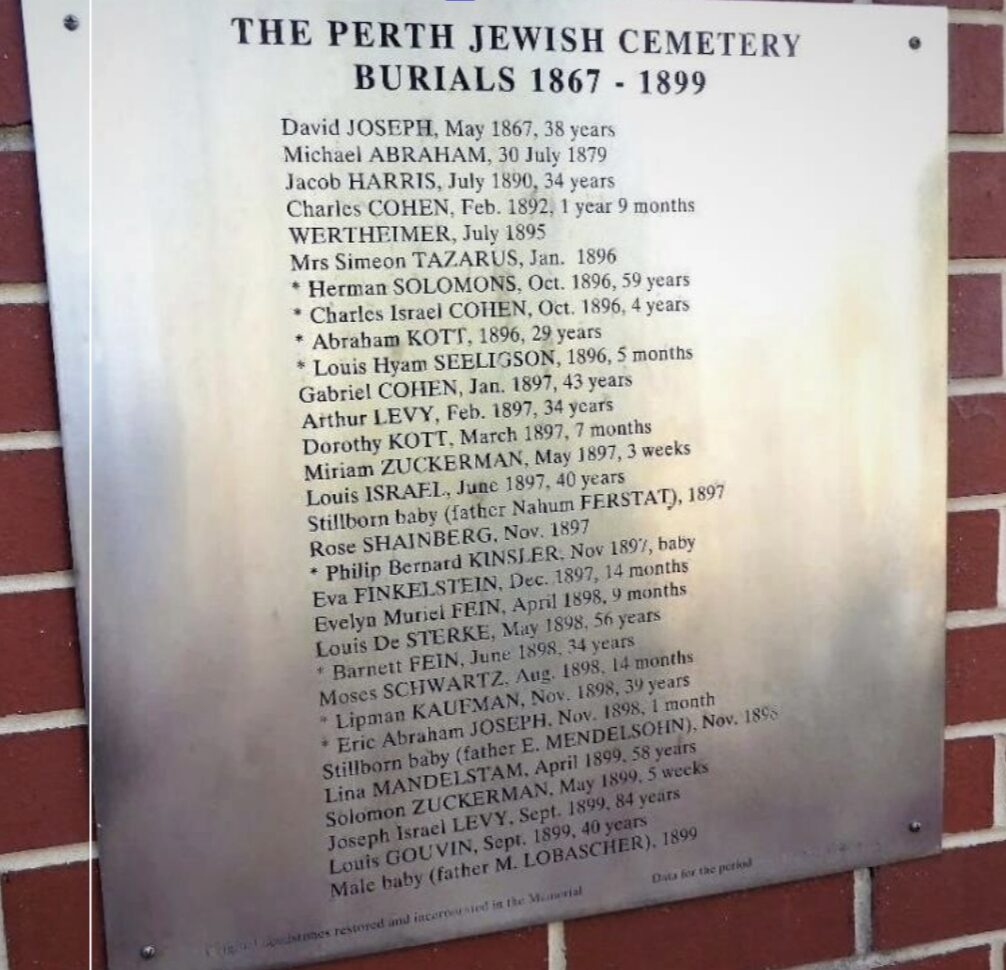 THE PERTH JEWISH CEMETERY
BURIALS 1867 - 1899
David JOSEPH, May 1867, 38 years
Michael ABRAHAM, 30 July 1879
Jacob HARRIS, July 1890, 34 years
Charles COHEN, Feb. 1892, 1 year 9 months
WERTHEIMER, July 1895
Mrs Simeon TAZARUS, Jan. 1896
* Herman SOLOMONS, Oct. 1896, 59 years
* Charles Israel COHEN, Oct. 1896, 4 years
* Abraham KOTT, 1896, 29 years
* Louis Hyam SEELIGSON, 1896, 5 months
Gabriel COHEN, Jan. 1897, 43 years
Arthur LEVY, Feb. 1897, 34 years
Dorothy KOTT, March 1897, 7 months
Miriam ZUCKERMAN, May 1897, 3 weeks
Louis ISRAEL, June 1897, 40 years
Stillborn baby (father Nahum FERSTAT), 1897
Rose SHAINBERG, Nov. 1897
* Philip Bernard KINSLER, Nov 1897, baby
Eva FINKELSTEIN, Dec. 1897, 14 months
Evelyn Muriel FEIN, April 1898, 9 months
Louis De STERKE, May 1898, 56 years
* Barnett FEIN, June 1898, 34 years
Moses SCHWARTZ, Aug. 1898, 14 months
* Lipman KAUFMAN, Nov. 1898, 39 years
* Eric Abraham JOSEPH, Nov. 1898, 1 month
Stillborn baby (father E. MENDELSOHN), Nov. 1898
Lina MANDELSTAM, April 1899, 58 years
Solomon ZUCKERMAN, May 1899, 5 weeks
Joseph Israel LEVY, Sept. 1899, 84 years
Louis GOUVIN, Sept. 1899, 40 years
Male baby (father M. LOBASCHER), 1899
restored and incorporated in the Memorial
Data for the period